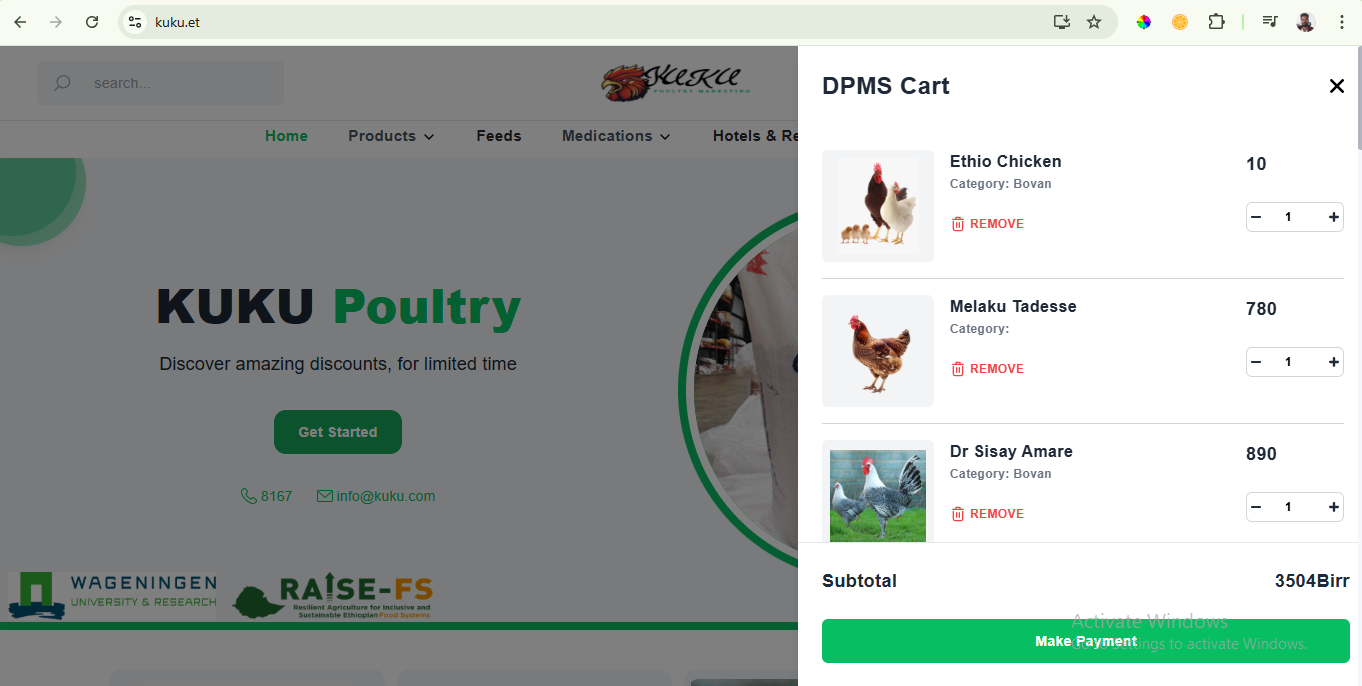 kuku.et
search...
KUKU
POULTRY MARKETING
Home
Products
Feeds
Medications
Hotels & Re
KUKU Poultry
Discover amazing discounts, for limited time
Get Started
8167
info@kuku.com
WAGENINGEN
UNIVERSITY & RESEARCH
RAISE-FS
Resilient Agriculture for Inclusive and
Sustainable Ethiopian Food Systems
DPMS Cart
Ethio Chicken
10
Category: Bovan
REMOVE
1
Melaku Tadesse
780
Category:
REMOVE
1
Dr Sisay Amare
890
Category: Bovan
REMOVE
1
Subtotal
3504Birr
Make Payment
Activate Windows
Go to Settings to activate Windows.